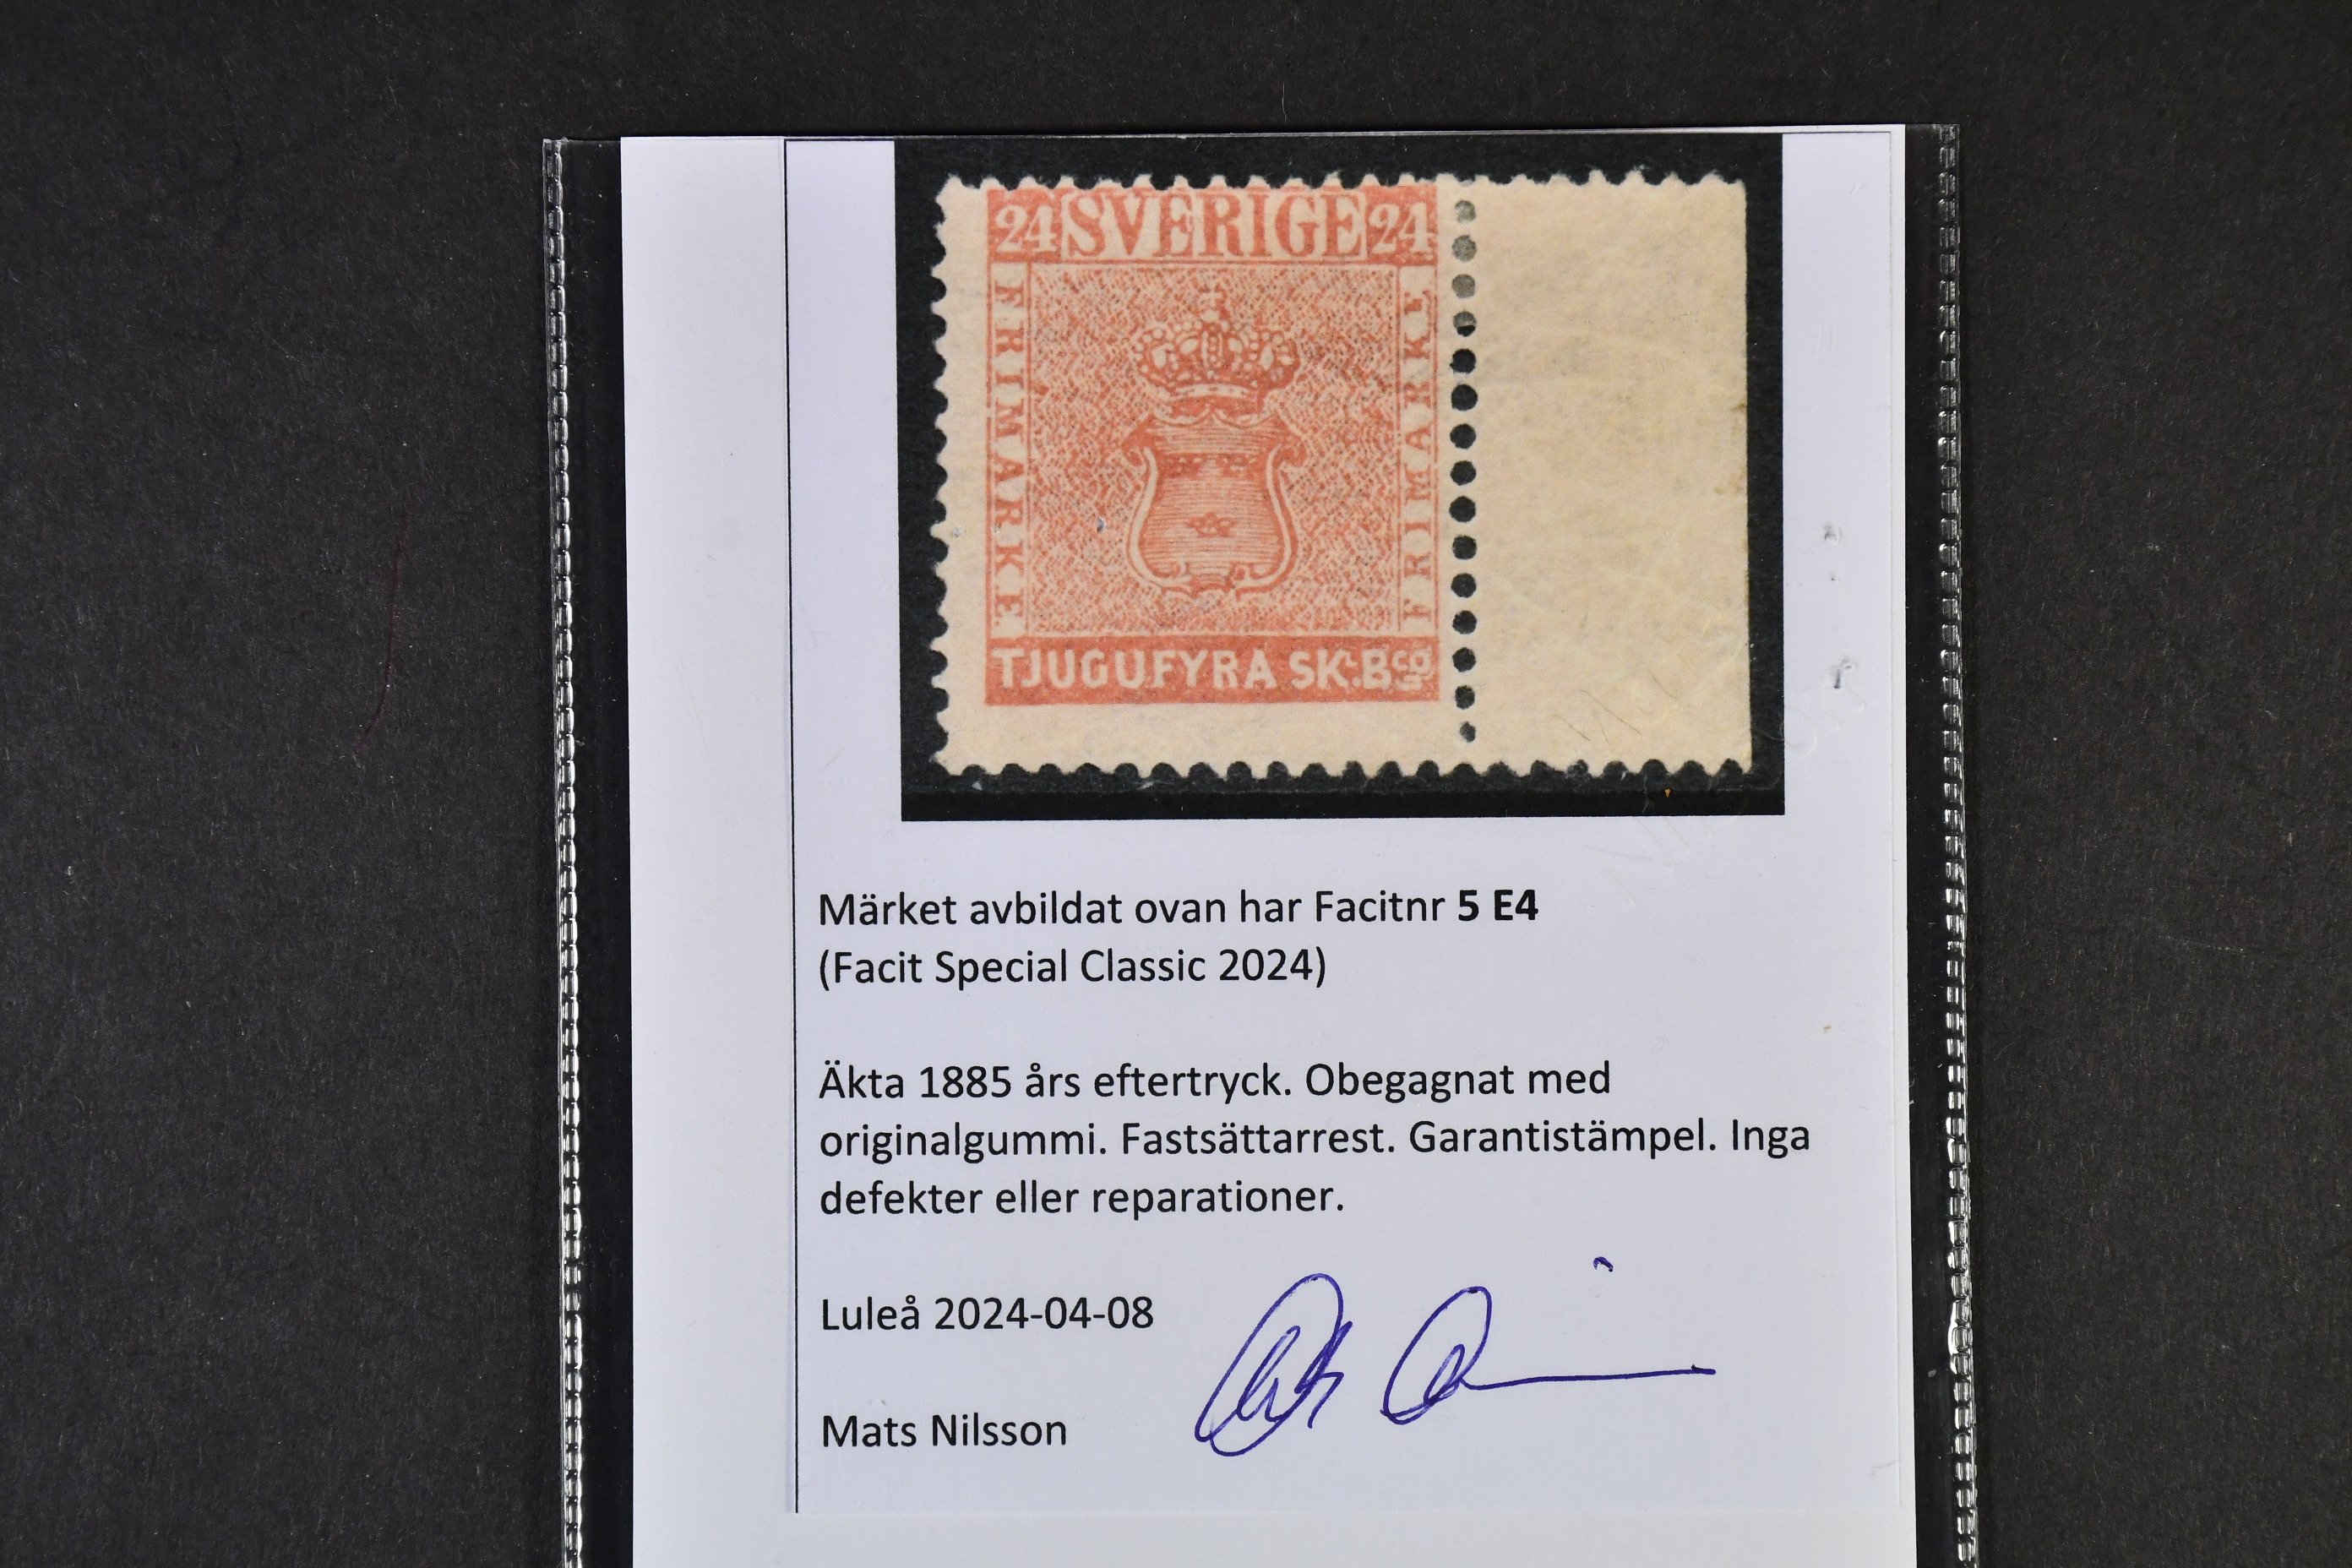 24 SVERIGE 24
FRIMARKE
FRIMARKE
TJUGUFYRA SK. Bco
Märket avbildat ovan har Facitnr 5 E4
(Facit Special Classic 2024)
Äkta 1885 års eftertryck. Obegagnat med
originalgummi. Fastsättarrest. Garantistämpel. Inga
defekter eller reparationer.
Luleå 2024-04-08
Mats Nilsson